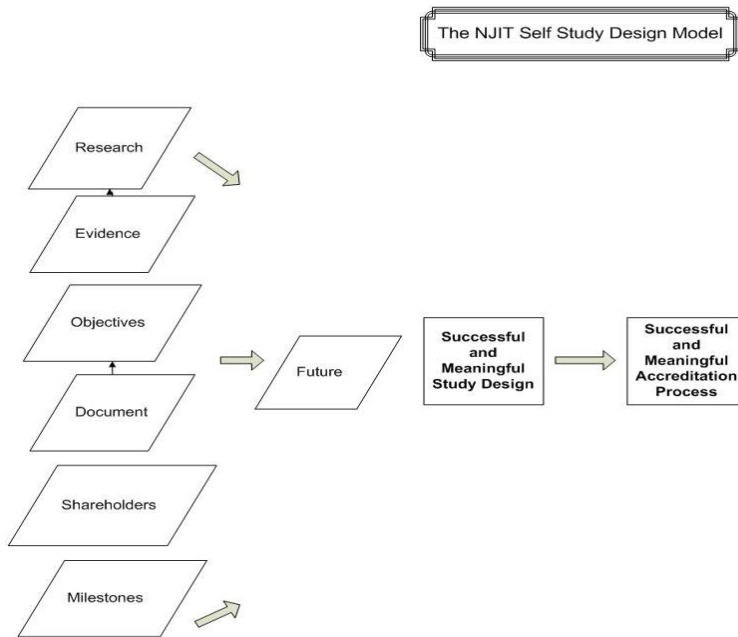 The NJIT Self Study Design Model
Research
Evidence
Objectives
Document
Shareholders
Milestones
Future
Successful
and
Meaningful
Study Design
Successful
and
Meaningful
Accreditation
Process